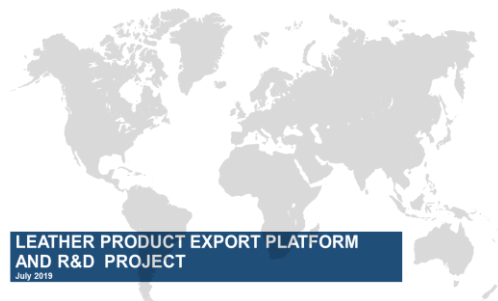 LEATHER PRODUCT EXPORT PLATFORM
AND R&D PROJECT
July 2019